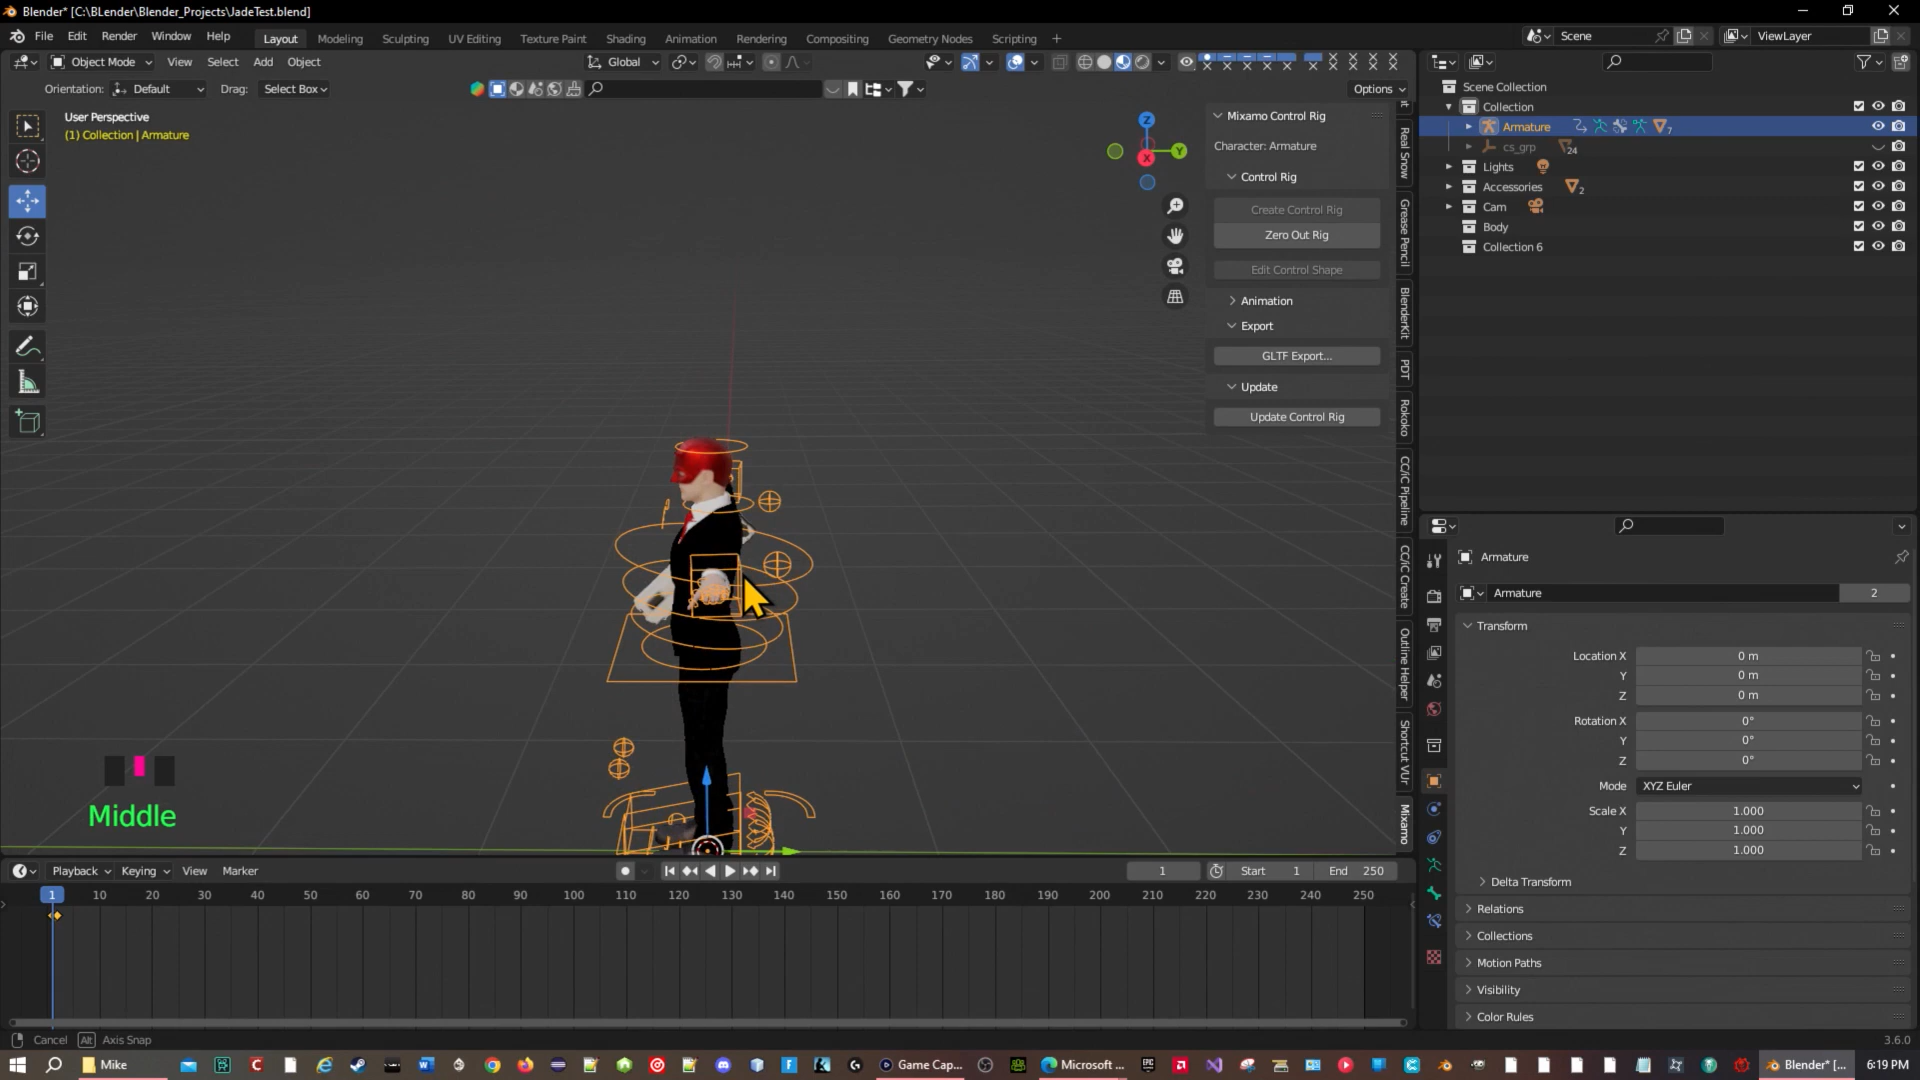 Blender* [C:\BLender\Blender_Projects\JadeTest.blend]
File Edit Render Window Help Layout Modeling Sculpting UV Editing Texture Paint Shading Animation Rendering Compositing Geometry Nodes Scripting + Scene ViewLayer
Object Mode View Select Add Object Global
Orientation: Default Drag: Select Box Options
User Perspective
(1) Collection | Armature
Z
Y
X
Mixamo Control Rig
Character: Armature
Control Rig
Create Control Rig
Zero Out Rig
Edit Control Shape
Animation
Export
GLTF Export...
Update
Update Control Rig
Real Snow
Grease Pencil
BlenderKit
PDT
Rokoko
CC/iC Pipeline
CC/iC Create
Outline Helper
Shortcut VUr
Mixamo
Scene Collection
Collection
Armature 7
cs_grp 24
Lights
Accessories 2
Cam
Body
Collection 6
Armature
Armature 2
Transform
Location X 0 m
Y 0 m
Z 0 m
Rotation X 0°
Y 0°
Z 0°
Mode XYZ Euler
Scale X 1.000
Y 1.000
Z 1.000
Delta Transform
Relations
Collections
Motion Paths
Visibility
Color Rules
Middle
Playback Keying View Marker 1 Start 1 End 250
1 10 20 30 40 50 60 70 80 90 100 110 120 130 140 150 160 170 180 190 200 210 220 230 240 250
Cancel Alt Axis Snap 3.6.0
Mike Game Cap... Microsoft ... Blender* [... 6:19 PM